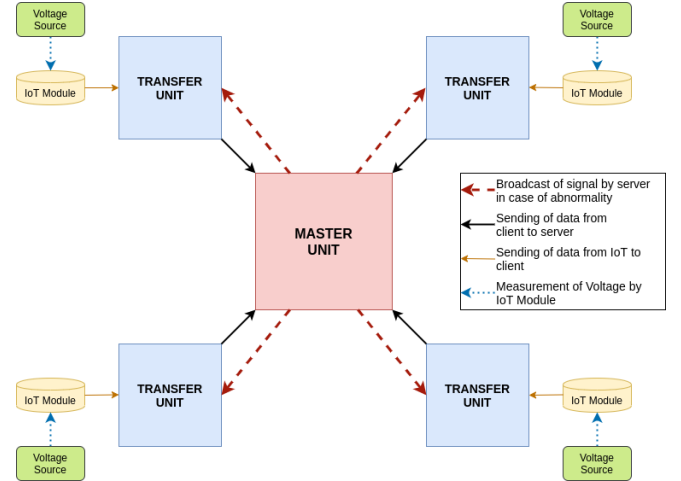 Voltage
Source
Voltage
Source
IoT Module
TRANSFER
UNIT
TRANSFER
UNIT
IoT Module
MASTER
UNIT
Broadcast of signal by server
in case of abnormality
Sending of data from
client to server
Sending of data from IoT to
client
Measurement of Voltage by
IoT Module
IoT Module
TRANSFER
UNIT
TRANSFER
UNIT
IoT Module
Voltage
Source
Voltage
Source